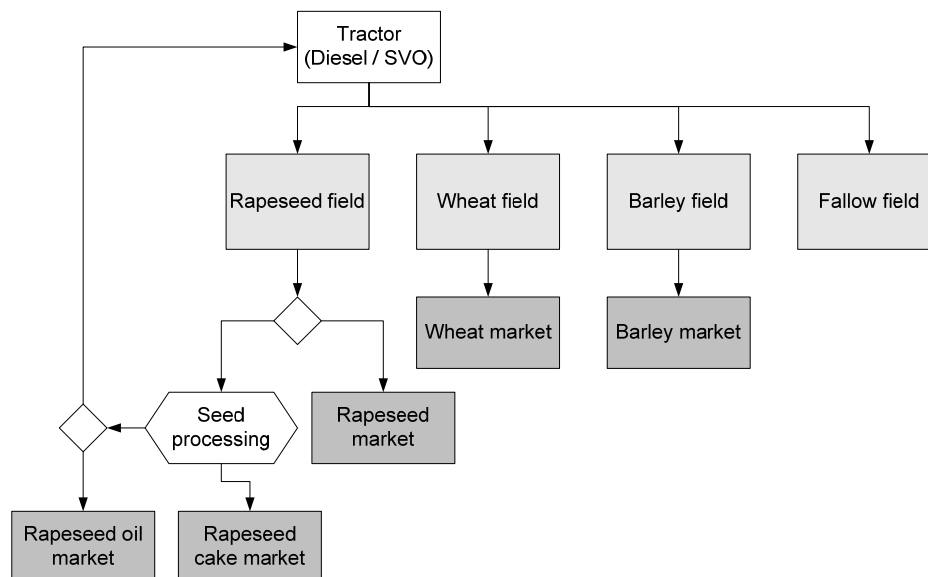 Tractor
(Diesel / SVO)
Rapeseed field
Wheat field
Barley field
Fallow field
Wheat market
Barley market
Seed
processing
Rapeseed
market
Rapeseed oil
market
Rapeseed
cake market